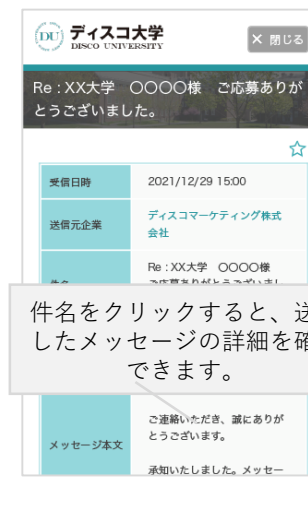 DU ディスコ大学
DISCO UNIVERSITY
× 閉じる
Re : XX大学　〇〇〇〇様　ご応募ありが
とうございました。
受信日時 2021/12/29 15:00
送信元企業 ディスコマーケティング株式
会社
Re : XX大学　〇〇〇〇様
件名をクリックすると、送
したメッセージの詳細を確
できます。
メッセージ本文 ご連絡いただき、誠にありが
とうございます。
承知いたしました。メッセー